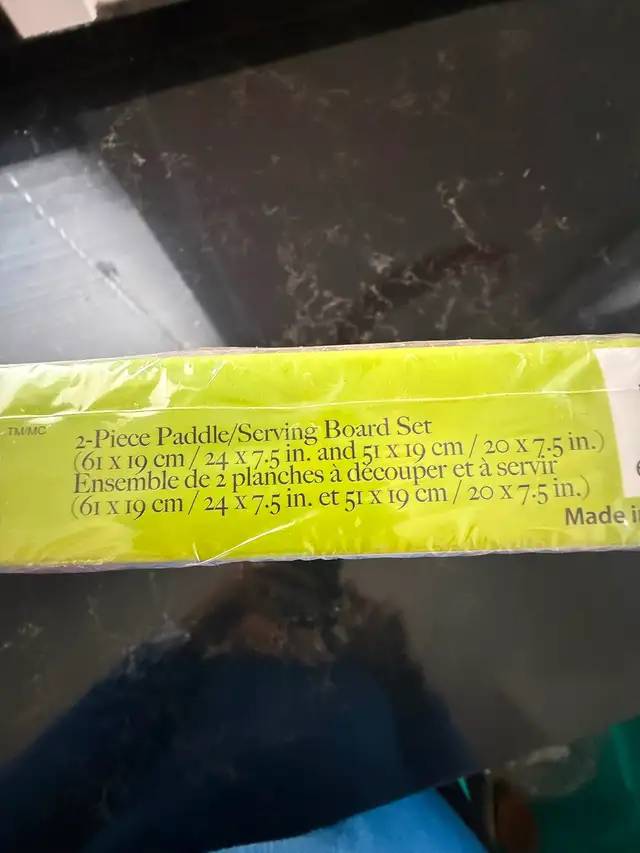 TM/MC
2-Piece Paddle/Serving Board Set
(61 x 19 cm / 24 x 7.5 in. and 51 x 19 cm / 20 x 7.5 in.)
Ensemble de 2 planches à découper et à servir
(61 x 19 cm / 24 x 7.5 in. et 51 x 19 cm / 20 x 7.5 in.)
Made